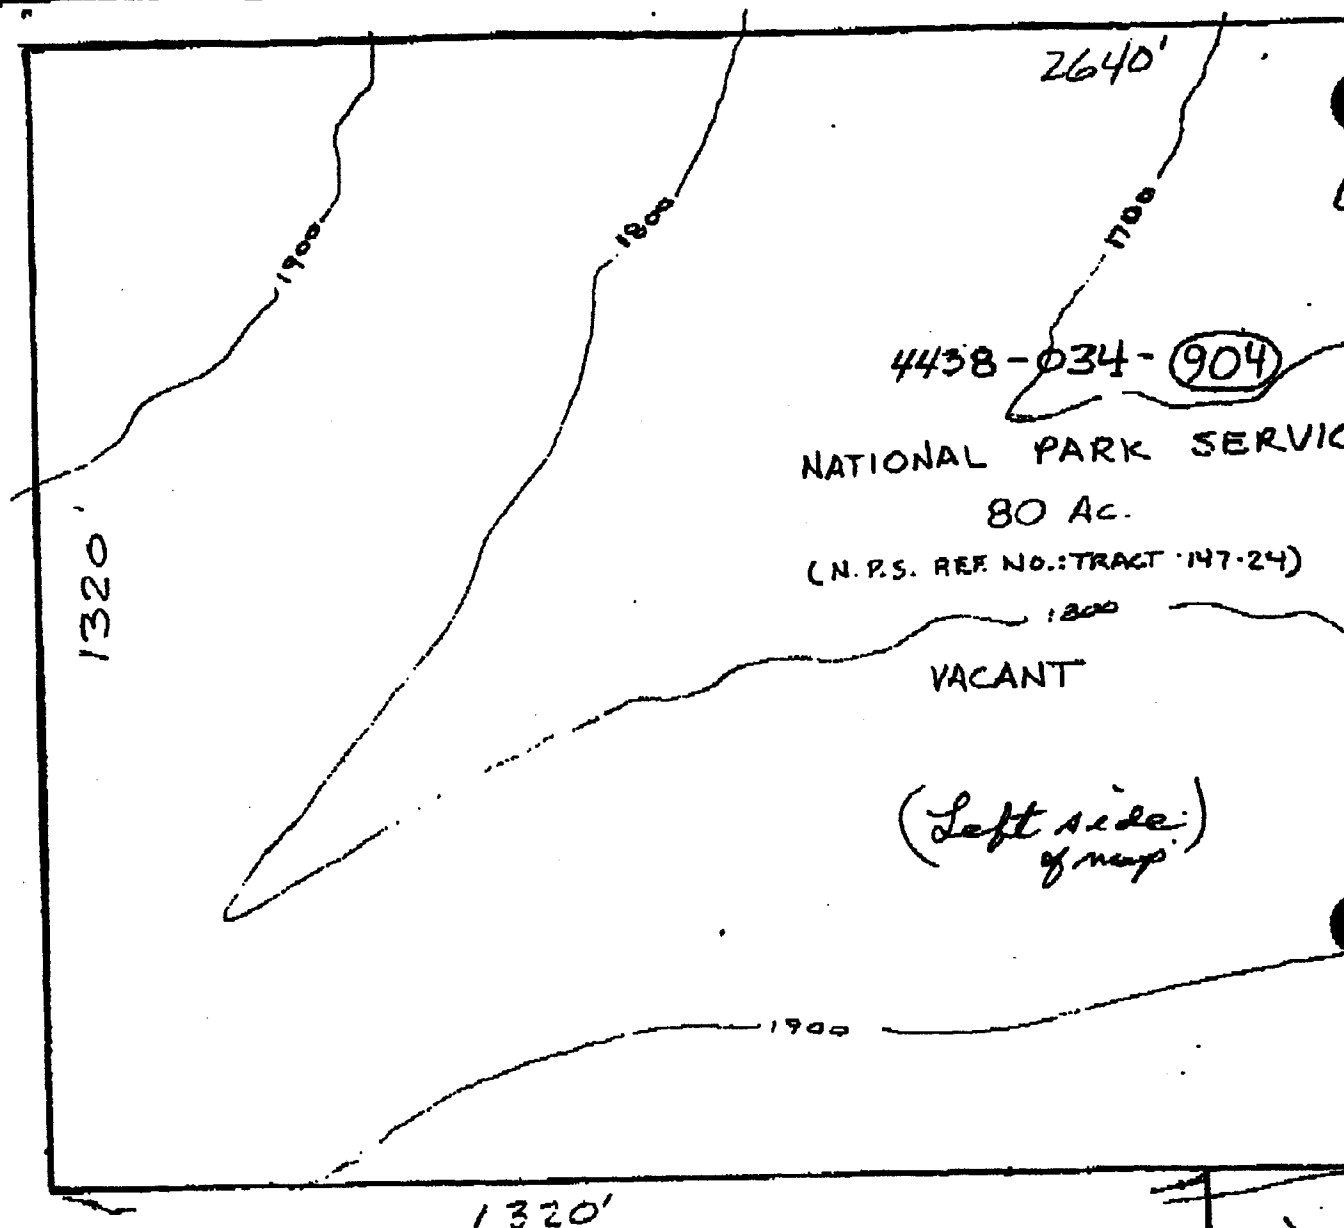 2640'
1900
1800
1700
4438-034-904
NATIONAL PARK SERVIC
80 Ac.
(N.P.S. REF. NO.: TRACT 147-24)
1320'
1800
VACANT
(Left side
of map)
1900
1320'